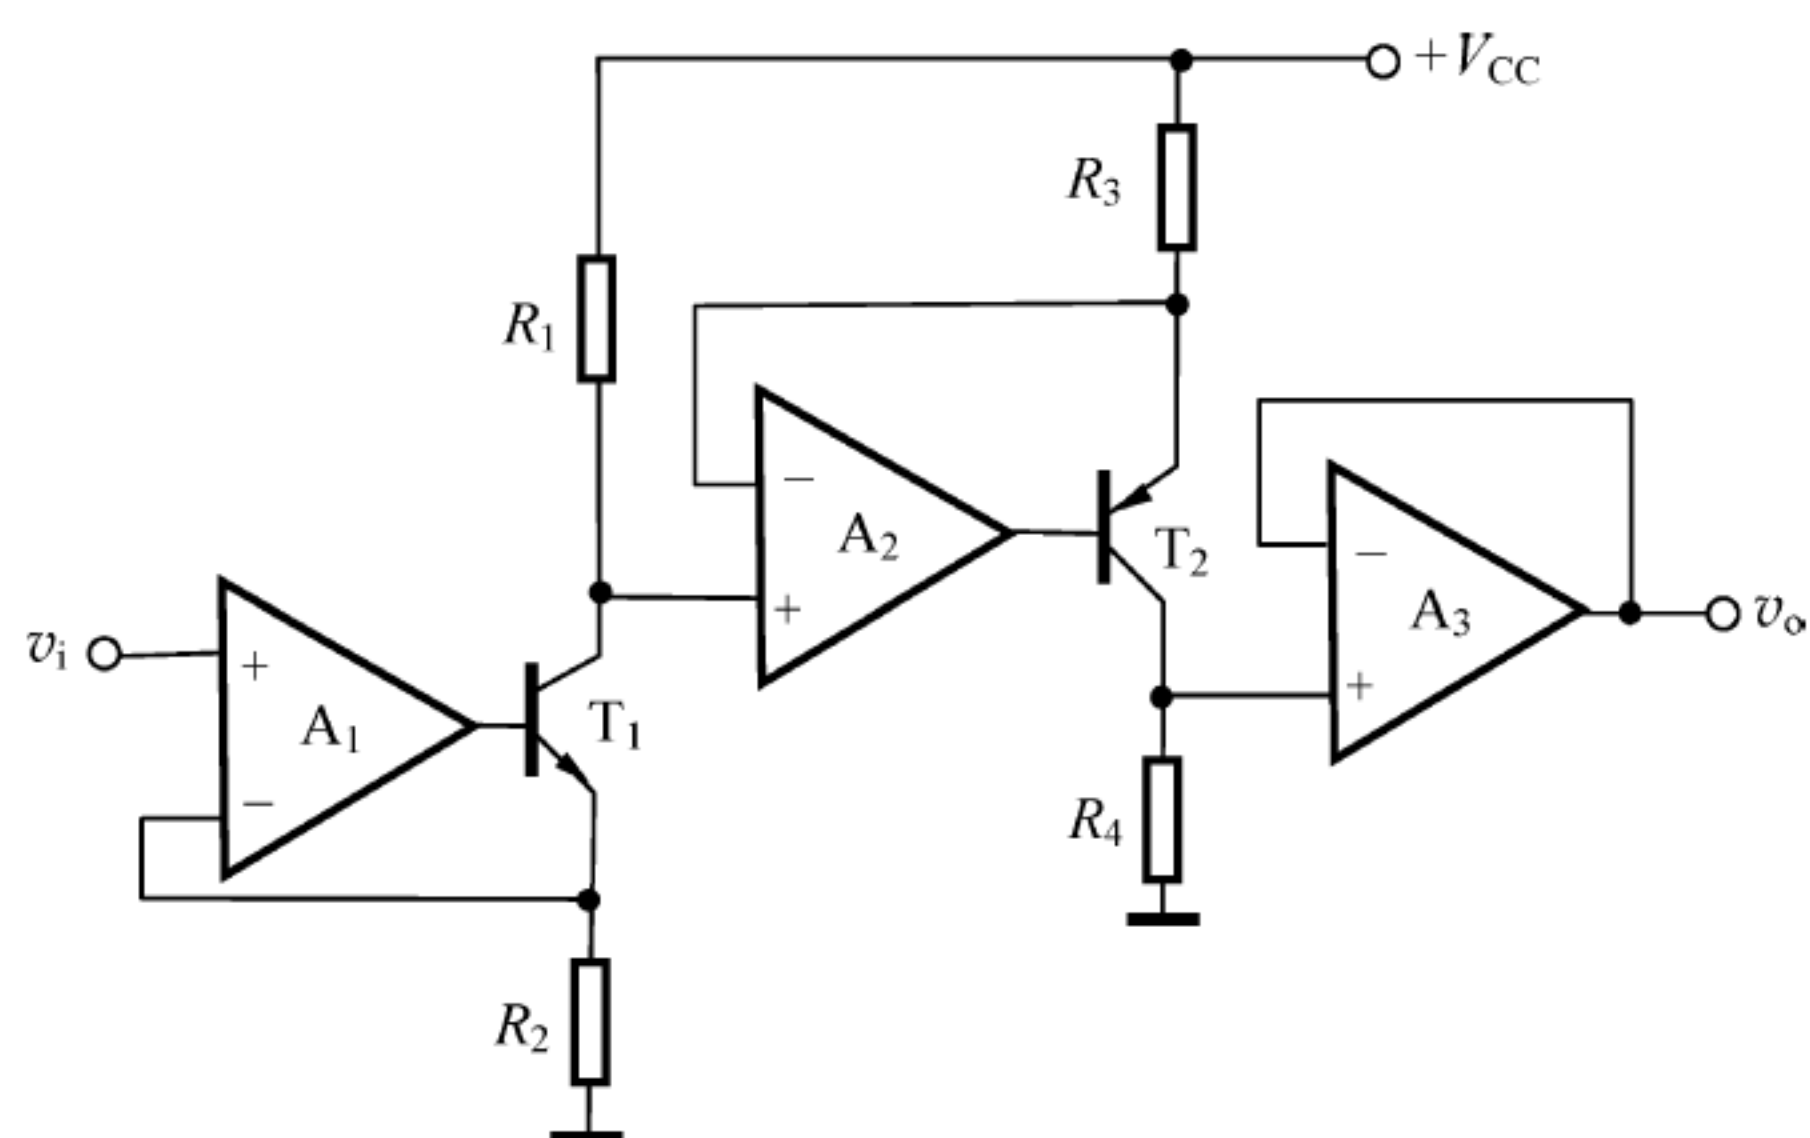 +V_CC
R_3
R_1
−
A_2
+
T_2
−
A_3
+
v_o
v_i
+
A_1
−
T_1
R_4
R_2